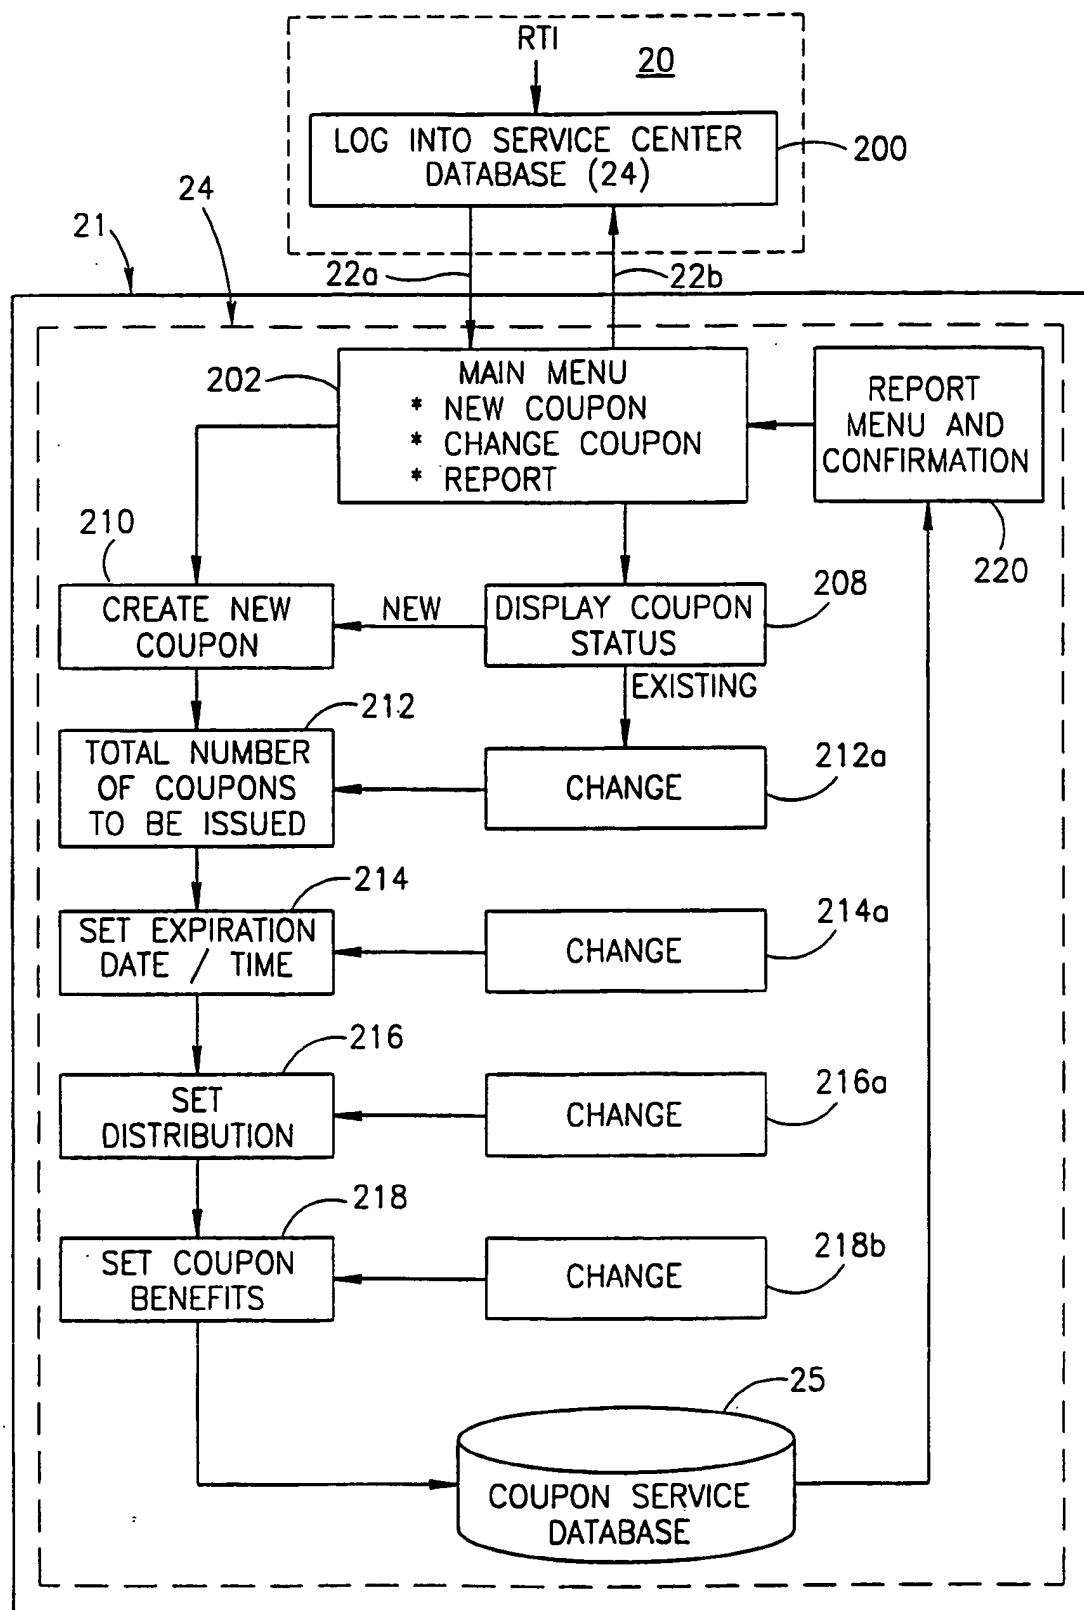 RTI
20
LOG INTO SERVICE CENTER
DATABASE (24)
200
24
21
22a
22b
202
MAIN MENU
* NEW COUPON
* CHANGE COUPON
* REPORT
REPORT
MENU AND
CONFIRMATION
220
210
CREATE NEW
COUPON
NEW
DISPLAY COUPON
STATUS
208
EXISTING
212
TOTAL NUMBER
OF COUPONS
TO BE ISSUED
CHANGE
212a
214
SET EXPIRATION
DATE / TIME
CHANGE
214a
216
SET
DISTRIBUTION
CHANGE
216a
218
SET COUPON
BENEFITS
CHANGE
218b
25
COUPON SERVICE
DATABASE